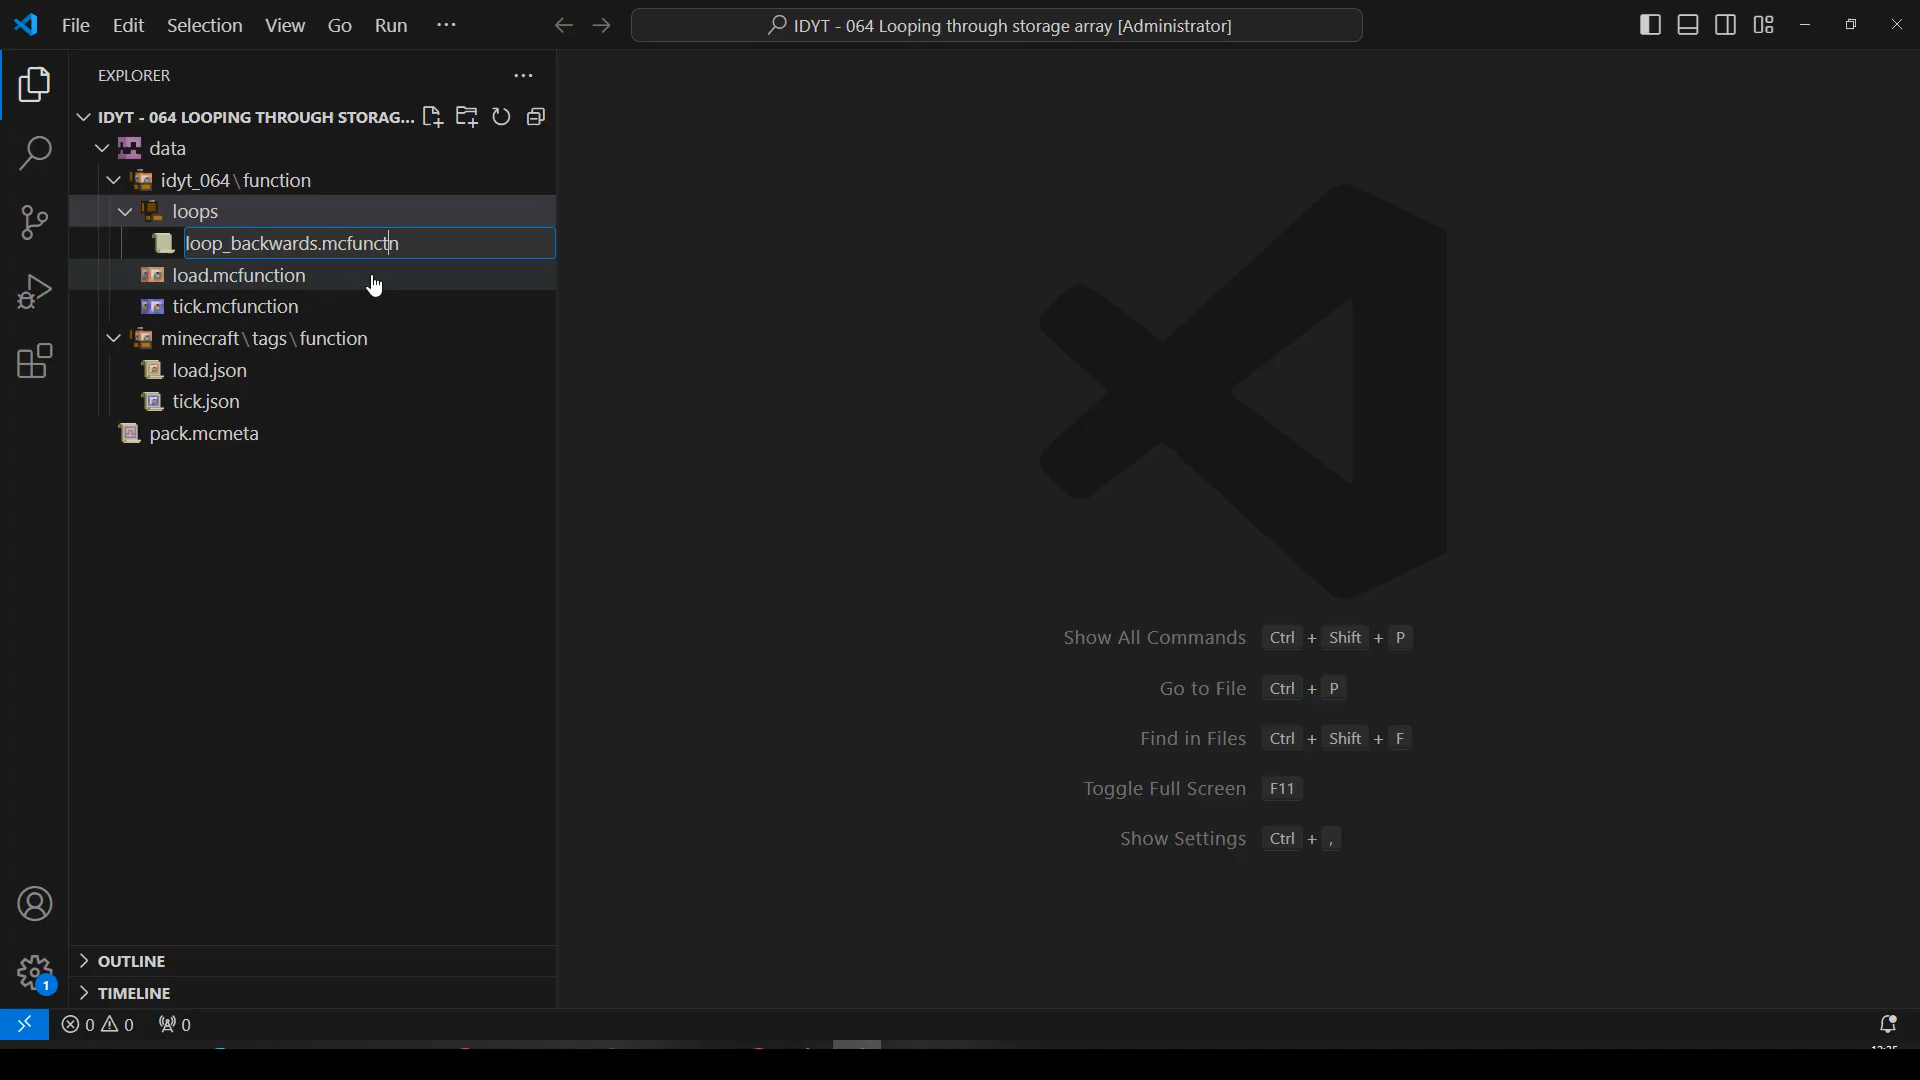 File Edit Selection View Go Run ···
IDYT - 064 Looping through storage array [Administrator]
EXPLORER
IDYT - 064 LOOPING THROUGH STORAG...
data
idyt_064\function
loops
loop_backwards.mcfunctn
load.mcfunction
tick.mcfunction
minecraft\tags\function
load.json
tick.json
pack.mcmeta
Show All Commands Ctrl + Shift + P
Go to File Ctrl + P
Find in Files Ctrl + Shift + F
Toggle Full Screen F11
Show Settings Ctrl + ,
OUTLINE
1
TIMELINE
0 0 0